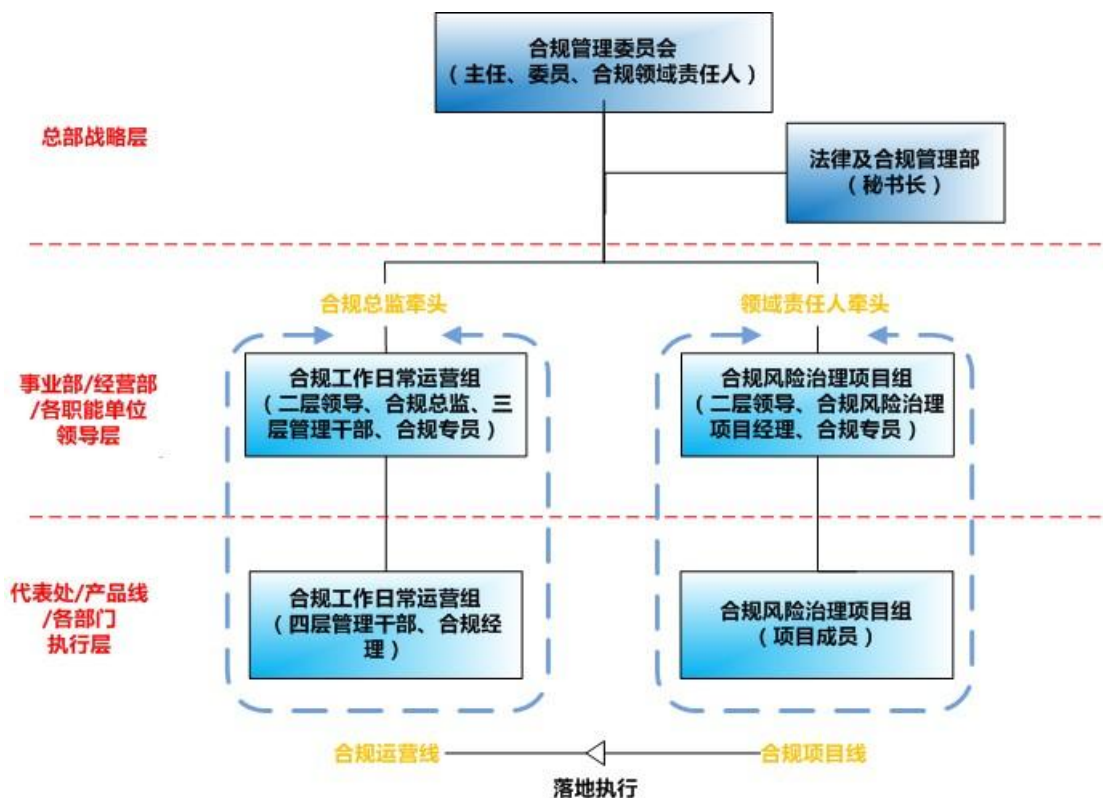 合规管理委员会
（主任、委员、合规领域责任人）
总部战略层
法律及合规管理部
（秘书长）
合规总监牵头
领域责任人牵头
事业部/经营部
/各职能单位
领导层
合规工作日常运营组
（二层领导、合规总监、三
层管理干部、合规专员）
合规风险治理项目组
（二层领导、合规风险治理
项目经理、合规专员）
代表处/产品线
/各部门
执行层
合规工作日常运营组
（四层管理干部、合规经
理）
合规风险治理项目组
（项目成员）
合规运营线
合规项目线
落地执行